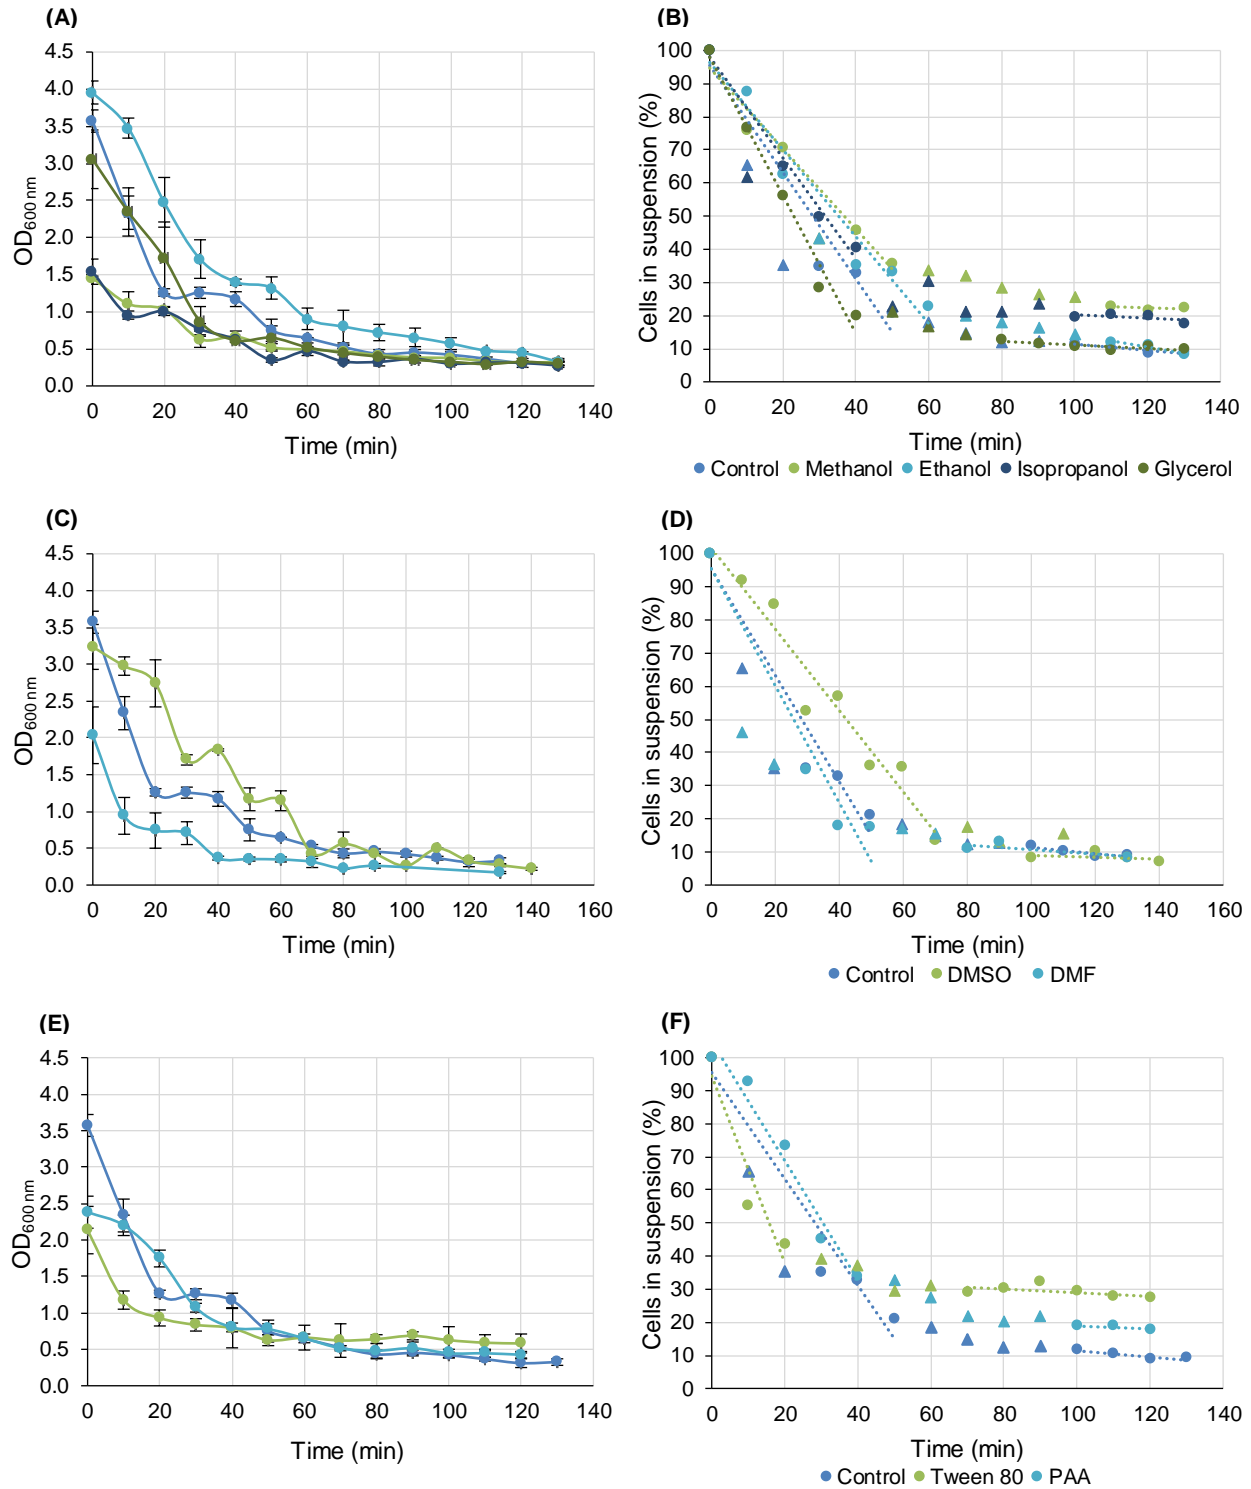 (A)
4.5
4.0
3.5
3.0
2.5
2.0
1.5
1.0
0.5
0.0
OD600 nm
0 20 40 60 80 100 120 140
Time (min)
(B)
100
90
80
70
60
50
40
30
20
10
0
Cells in suspension (%)
0 20 40 60 80 100 120 140
Time (min)
Control Methanol Ethanol Isopropanol Glycerol
(C)
4.5
4.0
3.5
3.0
2.5
2.0
1.5
1.0
0.5
0.0
OD600 nm
0 20 40 60 80 100 120 140 160
Time (min)
(D)
100
90
80
70
60
50
40
30
20
10
0
Cells in suspension (%)
0 20 40 60 80 100 120 140 160
Time (min)
Control DMSO DMF
(E)
4.5
4.0
3.5
3.0
2.5
2.0
1.5
1.0
0.5
0.0
OD600 nm
0 20 40 60 80 100 120 140
Time (min)
(F)
100
90
80
70
60
50
40
30
20
10
0
Cells in suspension (%)
0 20 40 60 80 100 120 140
Time (min)
Control Tween 80 PAA